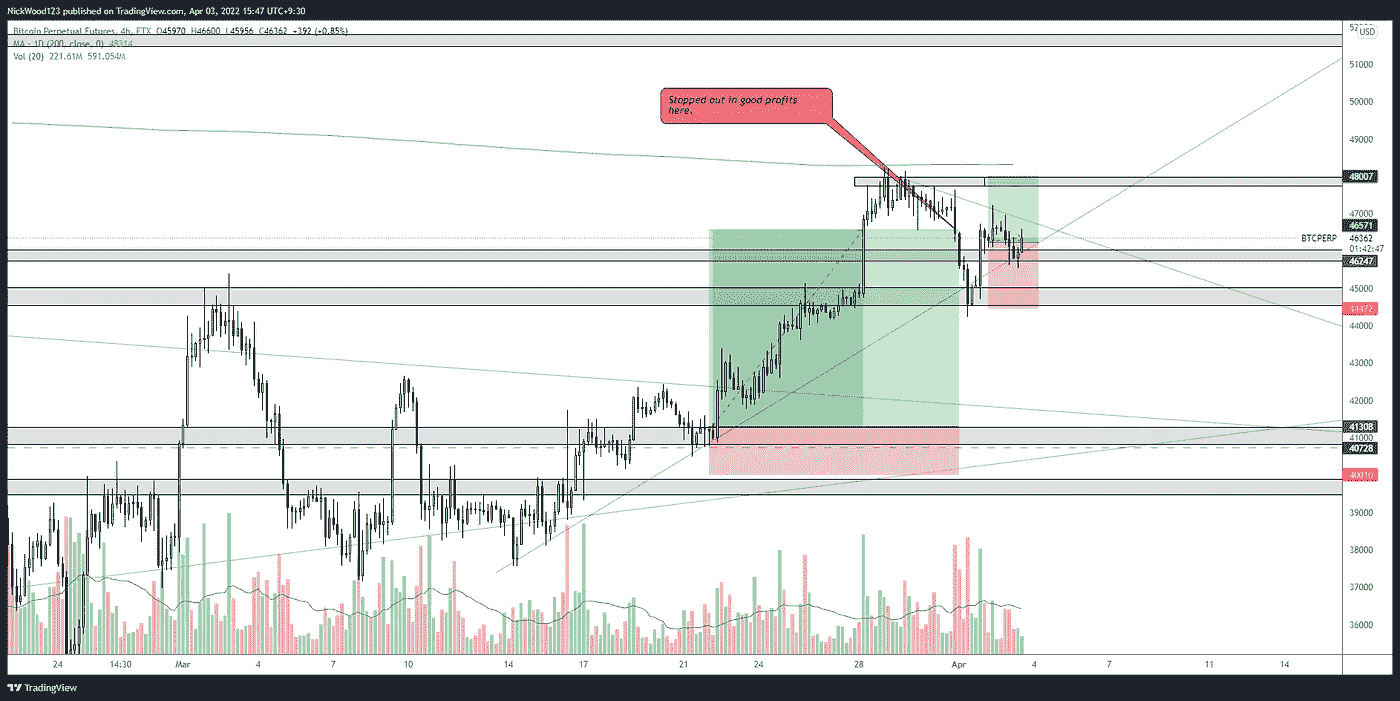 NickWood123 published on TradingView.com, Apr 03, 2022 15:47 UTC+9:30
Bitcoin Perpetual Futures, 4h, FTX O45970 H46600 L45956 C46362 +392 (+0.85%)
MA · 1D (200, close, 0) 48314
Vol (20) 221.61M 591.054M
USD
51000
50000
Stopped out in good profits
here.
49000
48007
47000
46571
BTCPERP 46362
01:42:47
46247
45000
44472
44000
43000
42000
41308
41000
40728
40010
39000
38000
37000
36000
24 14:30 Mar 4 7 10 14 17 21 24 28 Apr 4 7 11 14
TradingView